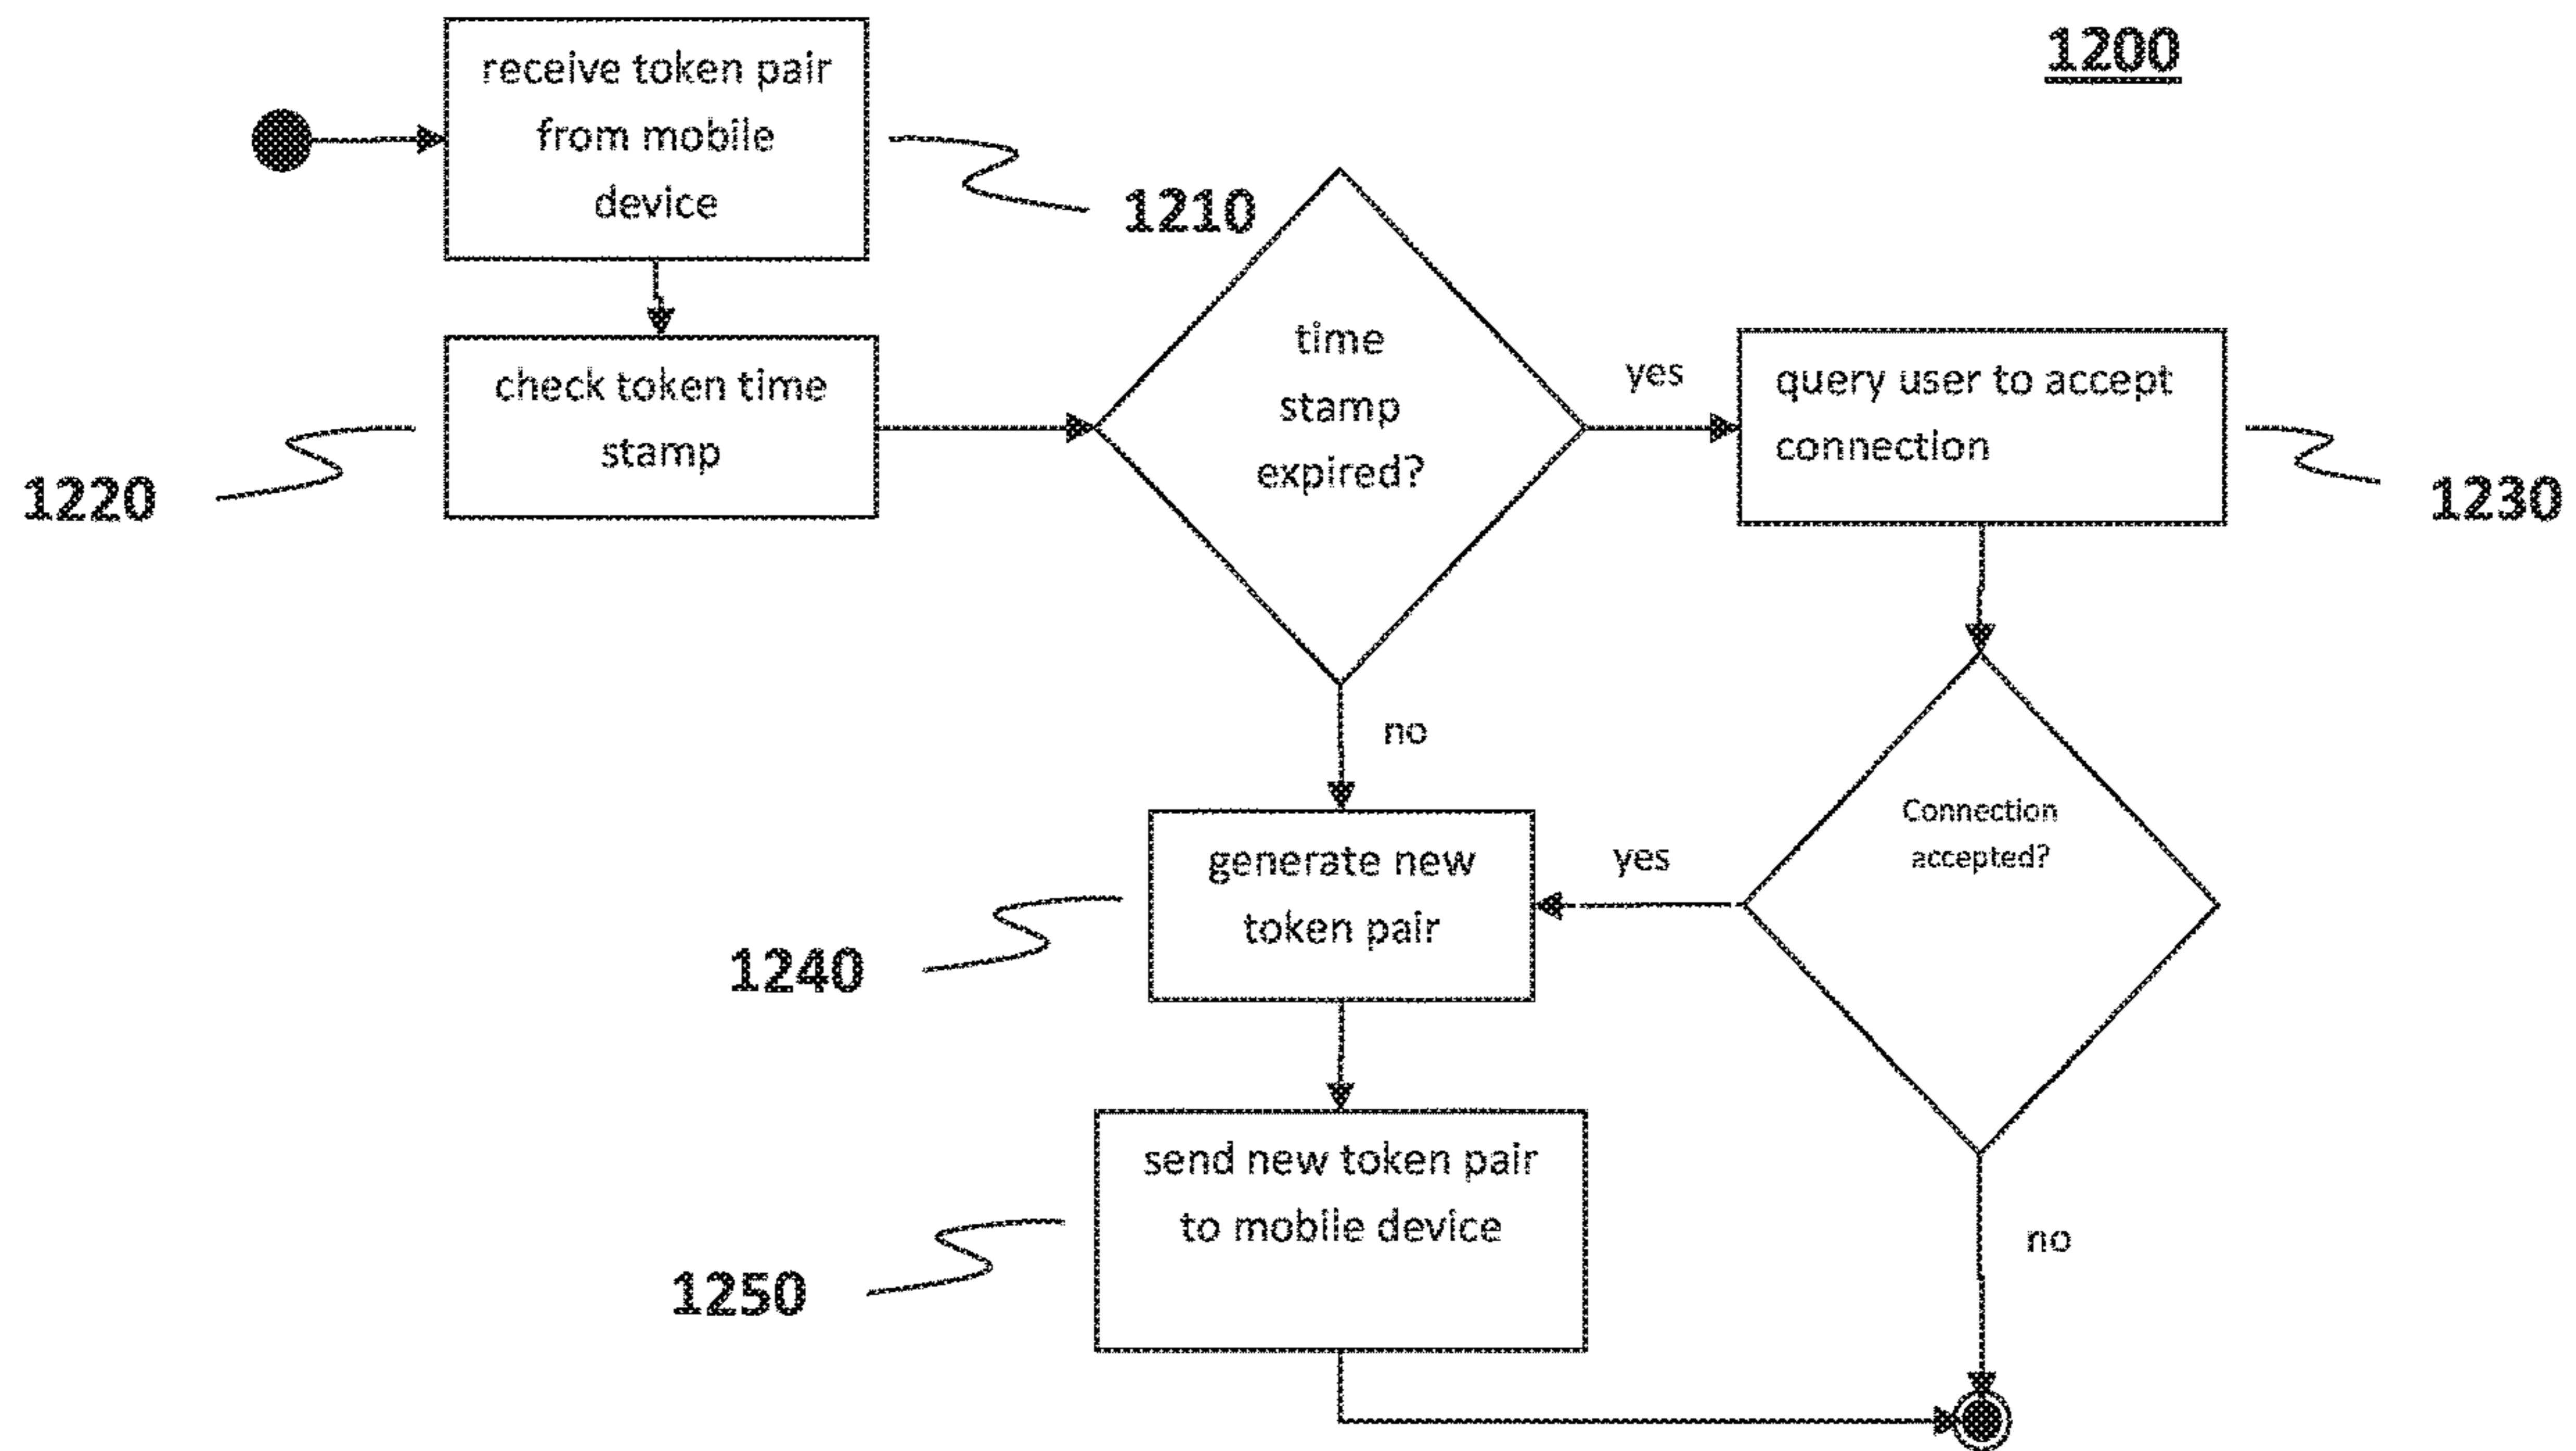 1200
receive token pair
from mobile
device
1210
check token time
stamp
1220
time
stamp
expired?
yes
query user to accept
connection
1230
no
Connection
accepted?
yes
generate new
token pair
1240
send new token pair
to mobile device
1250
no